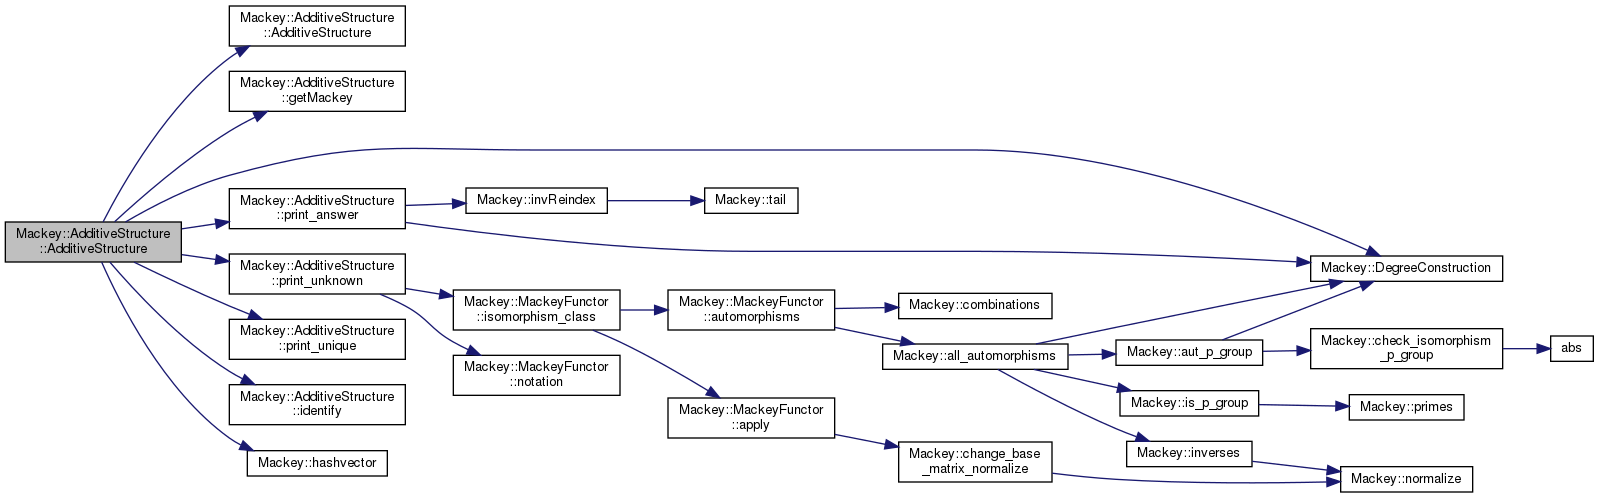 Mackey::AdditiveStructure
::AdditiveStructure
Mackey::AdditiveStructure
::getMackey
Mackey::AdditiveStructure
::print_answer
Mackey::invReindex
Mackey::tail
Mackey::AdditiveStructure
::AdditiveStructure
Mackey::AdditiveStructure
::print_unknown
Mackey::DegreeConstruction
Mackey::MackeyFunctor
::isomorphism_class
Mackey::MackeyFunctor
::automorphisms
Mackey::combinations
Mackey::AdditiveStructure
::print_unique
Mackey::all_automorphisms
Mackey::aut_p_group
Mackey::check_isomorphism
_p_group
abs
Mackey::MackeyFunctor
::notation
Mackey::AdditiveStructure
::identify
Mackey::MackeyFunctor
::apply
Mackey::is_p_group
Mackey::primes
Mackey::hashvector
Mackey::change_base
_matrix_normalize
Mackey::inverses
Mackey::normalize